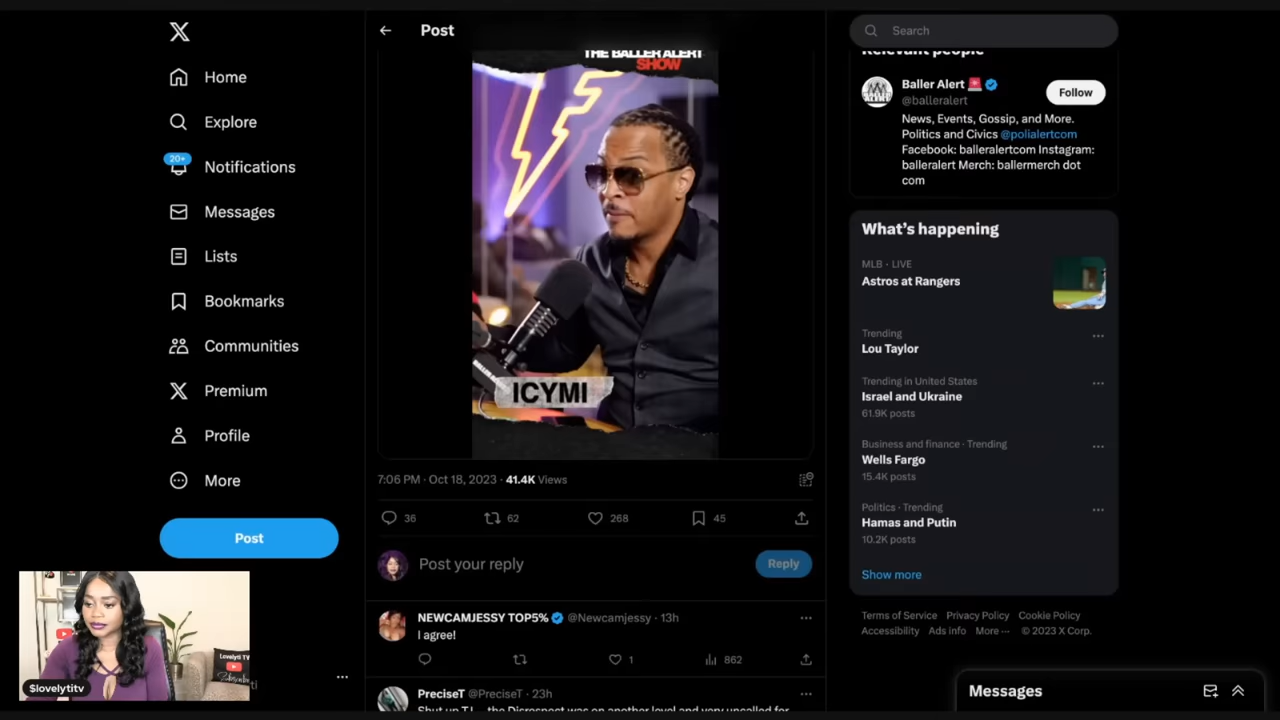 Home
Explore
20+
Notifications
Messages
Lists
Bookmarks
Communities
Premium
Profile
More
Post
$lovelytitv
Lovelyti TV
Post
THE BALLER ALERT
SHOW
ICYMI
7:06 PM · Oct 18, 2023 · 41.4K Views
36
62
268
45
Post your reply
Reply
NEWCAMJESSY TOP5% @Newcamjessy · 13h
I agree!
1
862
PreciseT @PreciseT · 23h
Shut up T.I... the Disrespect was on another level and very uncalled for
Search
Relevant people
Baller Alert
@balleralert
Follow
News, Events, Gossip, and More.
Politics and Civics @polialertcom
Facebook: balleralertcom Instagram:
balleralert Merch: ballermerch dot
com
What's happening
MLB · LIVE
Astros at Rangers
Trending
Lou Taylor
Trending in United States
Israel and Ukraine
61.9K posts
Business and finance · Trending
Wells Fargo
15.4K posts
Politics · Trending
Hamas and Putin
10.2K posts
Show more
Terms of Service Privacy Policy Cookie Policy
Accessibility Ads info More ··· © 2023 X Corp.
Messages